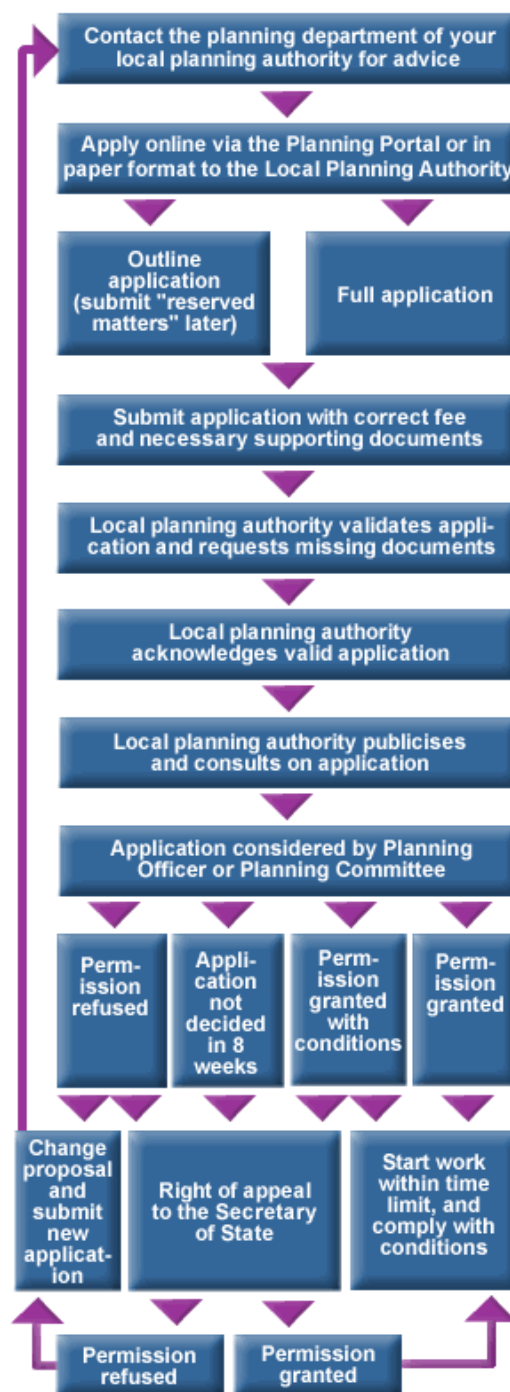 Contact the planning department of your
local planning authority for advice
Apply online via the Planning Portal or in
paper format to the Local Planning Authority
Outline
application
(submit "reserved
matters" later)
Full application
Submit application with correct fee
and necessary supporting documents
Local planning authority validates appli-
cation and requests missing documents
Local planning authority
acknowledges valid application
Local planning authority publicises
and consults on application
Application considered by Planning
Officer or Planning Committee
Perm-
ission
refused
Appli-
cation
not
decided
in 8
weeks
Perm-
ission
granted
with
conditions
Perm-
ission
granted
Change
proposal
and
submit
new
applicat-
ion
Right of appeal
to the Secretary
of State
Start work
within time
limit, and
comply with
conditions
Permission
refused
Permission
granted